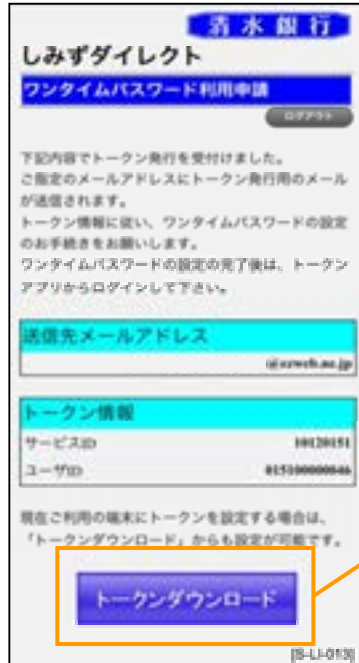 清水銀行
しみずダイレクト
ワンタイムパスワード利用申請
ログアウト
下記内容でトークン発行を受付けました。
ご指定のメールアドレスにトークン発行用のメール
が送信されます。
トークン情報に従い、ワンタイムパスワードの設定
のお手続きをお願いします。
ワンタイムパスワードの設定の完了後は、トークン
アプリからログインして下さい。
送信先メールアドレス
@ezweb.ne.jp
トークン情報
サービスID 10120151
ユーザID 015100000046
現在ご利用の端末にトークンを設定する場合は、
「トークンダウンロード」からも設定が可能です。
トークンダウンロード
[S-LI-013]